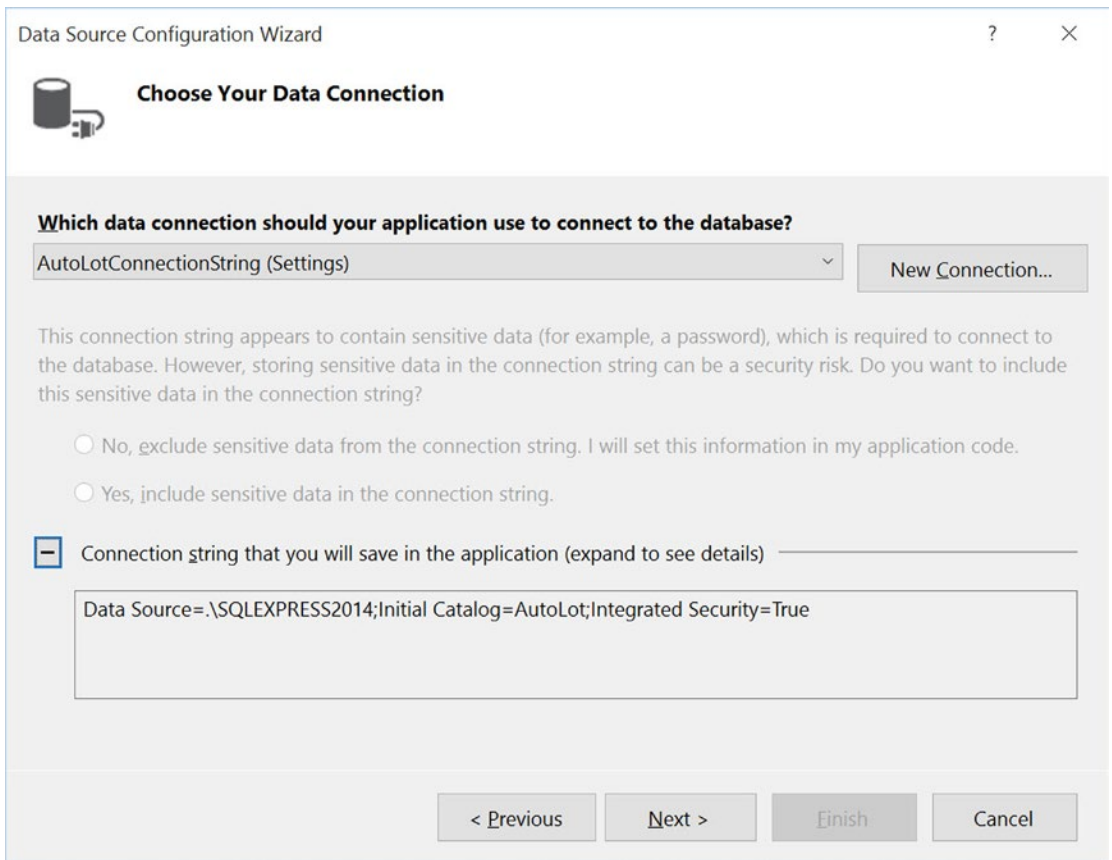 Data Source Configuration Wizard
?
Choose Your Data Connection
Which data connection should your application use to connect to the database?
AutoLotConnectionString (Settings)
New Connection...
This connection string appears to contain sensitive data (for example, a password), which is required to connect to
the database. However, storing sensitive data in the connection string can be a security risk. Do you want to include
this sensitive data in the connection string?
No, exclude sensitive data from the connection string. I will set this information in my application code.
Yes, include sensitive data in the connection string.
Connection string that you will save in the application (expand to see details)
Data Source=.\SQLEXPRESS2014;Initial Catalog=AutoLot;Integrated Security=True
< Previous
Next >
Finish
Cancel